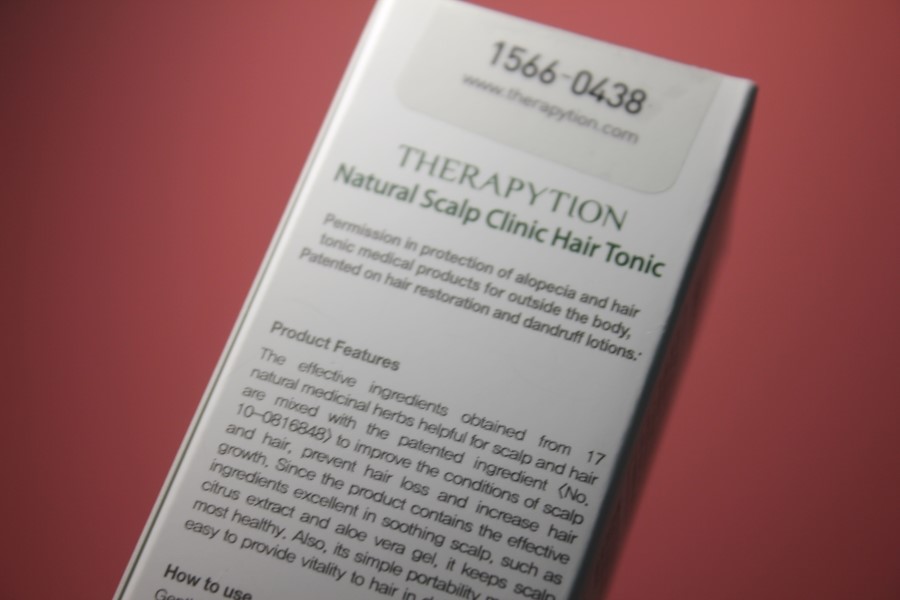 1566-0438
www.therapytion.com
THERAPYTION
Natural Scalp Clinic Hair Tonic
Permission in protection of alopecia and hair
tonic medical products for outside the body,
Patented on hair restoration and dandruff lotions.:
Product Features
The effective ingredients obtained from 17
natural medicinal herbs helpful for scalp and hair
are mixed with the patented ingredient (No.
10-0816848) to improve the conditions of scalp
and hair, prevent hair loss and increase hair
growth. Since the product contains the effective
ingredients excellent in soothing scalp, such as
citrus extract and aloe vera gel, it keeps scalp
most healthy. Also, its simple portability
easy to provide vitality to hair in
How to use